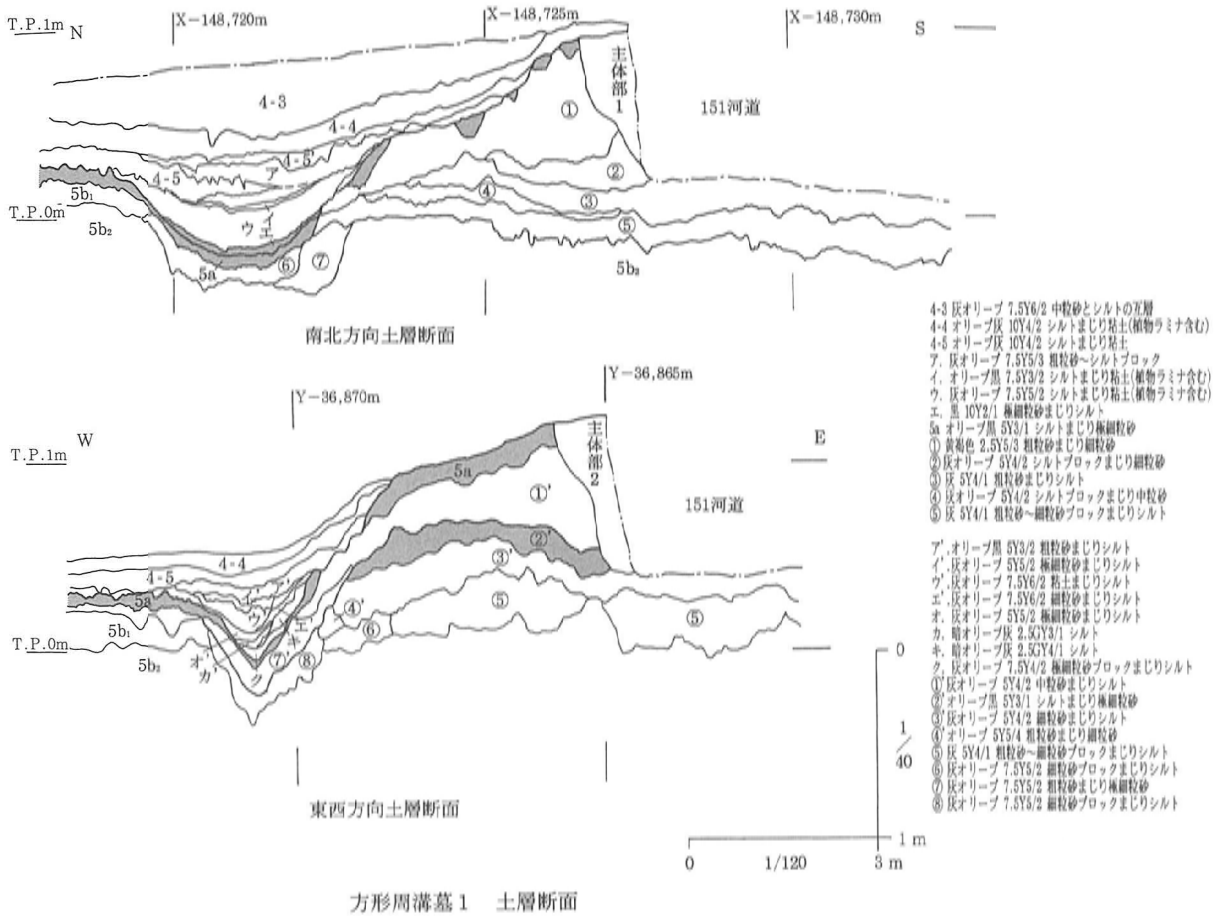 X-148,720m
X-148,725m
X-148,730m
T.P.1m N
S
主体部1
4-3
①
151河道
4-4
4-5'
4-5
ア
②
5b₁
イ
④
③
T.P.0m
ウ エ
⑤
5b₂
5a
⑥
⑦
5b₂
南北方向土層断面
4-3 灰オリーブ 7.5Y6/2 中粒砂とシルトの互層
4-4 オリーブ灰 10Y4/2 シルトまじり粘土(植物ラミナ含む)
4-5 オリーブ灰 10Y4/2 シルトまじり粘土
ア. 灰オリーブ 7.5Y5/3 粗粒砂~シルトブロック
イ. オリーブ黒 7.5Y3/2 シルトまじり粘土(植物ラミナ含む)
ウ. 灰オリーブ 7.5Y5/2 シルトまじり粘土(植物ラミナ含む)
エ. 黒 10Y2/1 極細粒砂まじりシルト
5a オリーブ黒 5Y3/1 シルトまじり極細粒砂
① 黄褐色 2.5Y5/3 粗粒砂まじり細粒砂
② 灰オリーブ 5Y4/2 シルトブロックまじり細粒砂
③ 灰 5Y4/1 粗粒砂まじりシルト
④ 灰オリーブ 5Y4/2 シルトブロックまじり中粒砂
⑤ 灰 5Y4/1 粗粒砂~細粒砂ブロックまじりシルト
ア'. オリーブ黒 5Y3/2 粗粒砂まじりシルト
イ'. 灰オリーブ 5Y5/2 極細粒砂まじりシルト
ウ'. 灰オリーブ 7.5Y6/2 粘土まじりシルト
エ'. 灰オリーブ 7.5Y6/2 細粒砂まじりシルト
オ. 灰オリーブ 5Y5/2 極細粒砂まじりシルト
カ. 暗オリーブ灰 2.5GY3/1 シルト
キ. 暗オリーブ灰 2.5GY4/1 シルト
ク. 灰オリーブ 7.5Y4/2 極細粒砂ブロックまじりシルト
①' 灰オリーブ 5Y4/2 中粒砂まじりシルト
②' オリーブ黒 5Y3/1 シルトまじり極細粒砂
③' 灰オリーブ 5Y4/2 細粒砂まじりシルト
④' オリーブ 5Y5/4 粗粒砂まじり細粒砂
⑤ 灰 5Y4/1 粗粒砂~細粒砂ブロックまじりシルト
⑥ 灰オリーブ 7.5Y5/2 細粒砂ブロックまじりシルト
⑦ 灰オリーブ 7.5Y5/2 粗粒砂まじり極細粒砂
⑧ 灰オリーブ 7.5Y5/2 細粒砂ブロックまじりシルト
Y-36,870m
Y-36,865m
W
E
T.P.1m
主体部2
5a
①'
151河道
②'
4-4
③'
4-5
ア'
イ'
ウ'
5a
エ'
④'
⑤
⑤
5b₁
キ
⑥
T.P.0m
5b₂
オ'
カ'
ク
⑦'
⑧
0
1/40
東西方向土層断面
1 m
0 1/120 3 m
方形周溝墓1 土層断面